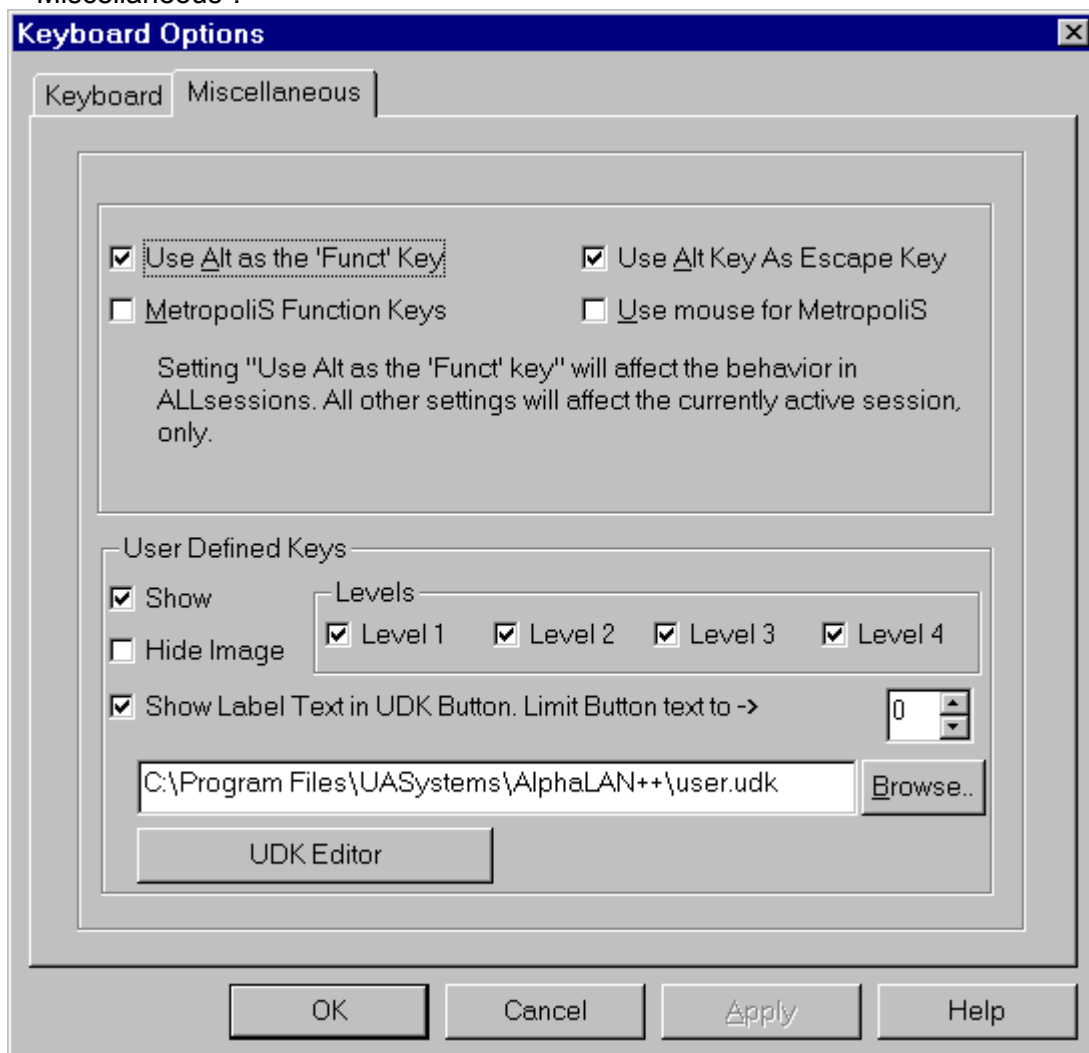 Miscellaneous".
Keyboard Options
Keyboard Miscellaneous
Use Alt as the 'Funct' Key Use Alt Key As Escape Key
MetropoliS Function Keys Use mouse for MetropoliS
Setting "Use Alt as the 'Funct' key" will affect the behavior in
ALLsessions. All other settings will affect the currently active session,
only.
User Defined Keys
Show Levels
Level 1 Level 2 Level 3 Level 4
Hide Image
Show Label Text in UDK Button. Limit Button text to -> 0
C:\Program Files\UASystems\AlphaLAN++\user.udk Browse..
UDK Editor
OK Cancel Apply Help